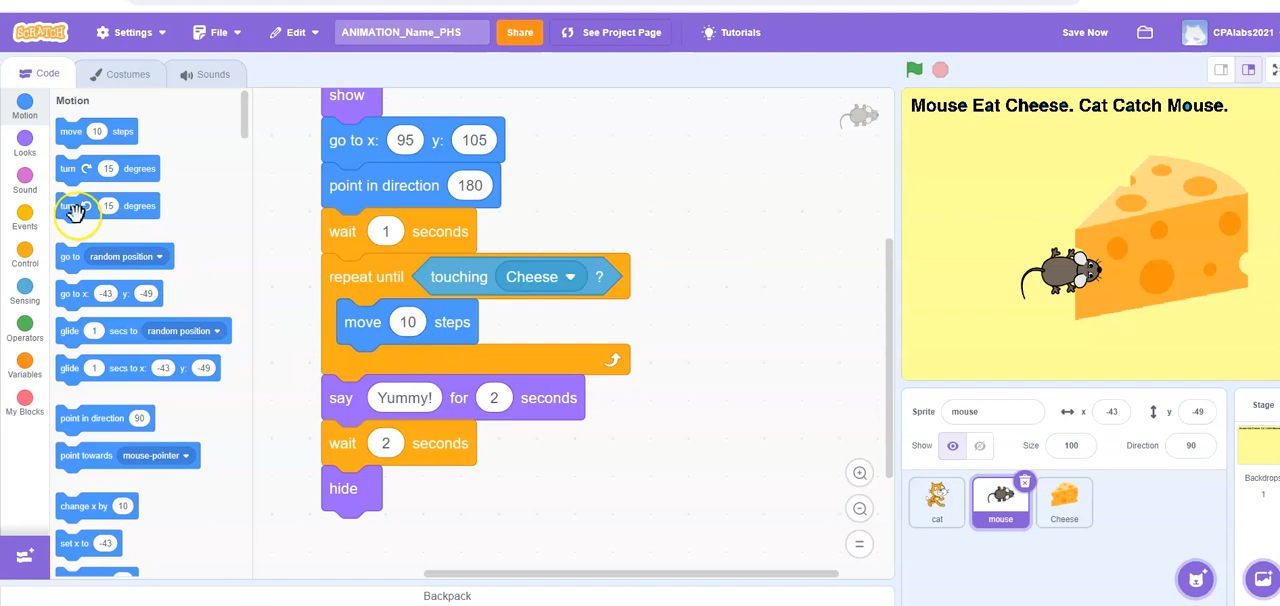 SCRATCH Settings File Edit ANIMATION_Name_PHS Share See Project Page Tutorials Save Now CPAlabs2021
Code Costumes Sounds
Motion
Looks
Sound
Events
Control
Sensing
Operators
Variables
My Blocks
Motion
move 10 steps
turn 15 degrees
15 degrees
go to random position
go to x: -43 y: -49
glide 1 secs to random position
glide 1 secs to x: -43 y: -49
point in direction 90
point towards mouse-pointer
change x by 10
set x to -43
show
go to x: 95 y: 105
point in direction 180
wait 1 seconds
repeat until touching Cheese ?
move 10 steps
say Yummy! for 2 seconds
wait 2 seconds
hide
Backpack
Mouse Eat Cheese. Cat Catch Mouse.
Sprite mouse x -43 y -49
Show Size 100 Direction 90
cat mouse Cheese
Stage
Backdrops
1